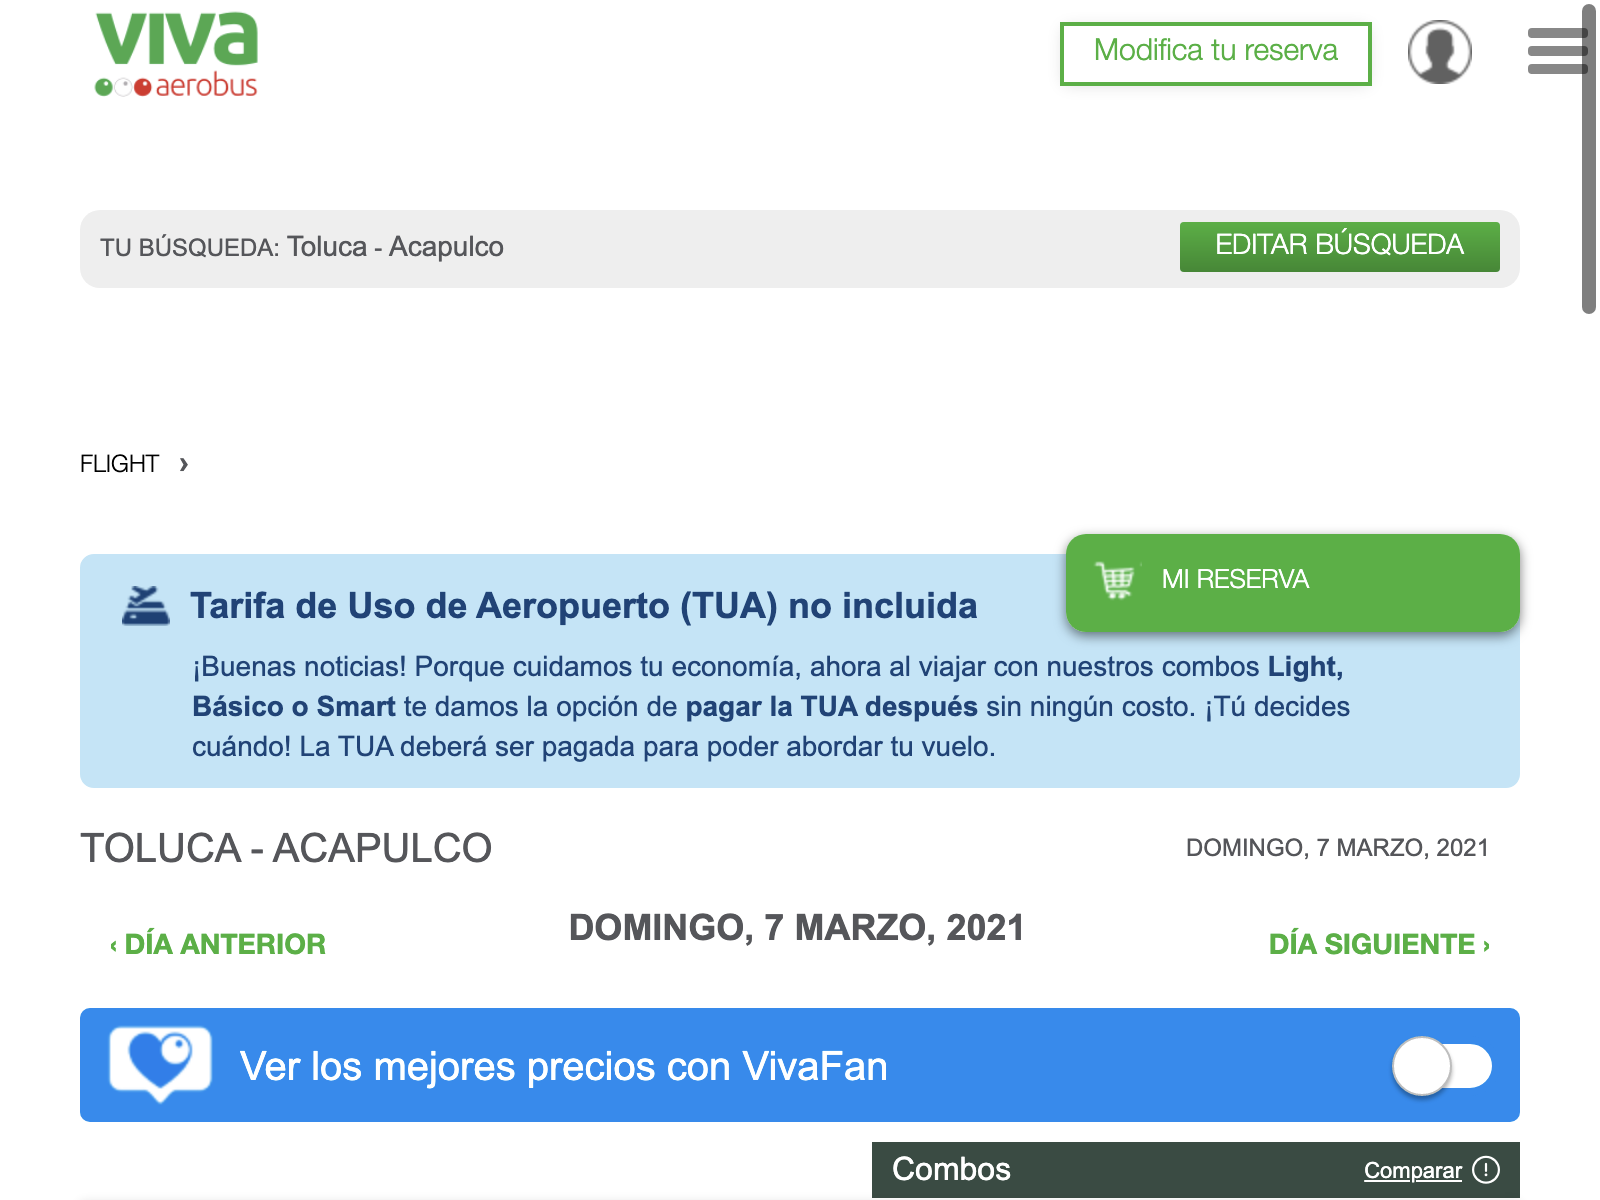 viva
aerobus
Modifica tu reserva
TU BÚSQUEDA: Toluca - Acapulco
EDITAR BÚSQUEDA
FLIGHT ›
MI RESERVA
Tarifa de Uso de Aeropuerto (TUA) no incluida
¡Buenas noticias! Porque cuidamos tu economía, ahora al viajar con nuestros combos Light,
Básico o Smart te damos la opción de pagar la TUA después sin ningún costo. ¡Tú decides
cuándo! La TUA deberá ser pagada para poder abordar tu vuelo.
TOLUCA - ACAPULCO
DOMINGO, 7 MARZO, 2021
‹ DÍA ANTERIOR
DOMINGO, 7 MARZO, 2021
DÍA SIGUIENTE ›
Ver los mejores precios con VivaFan
Combos
Comparar